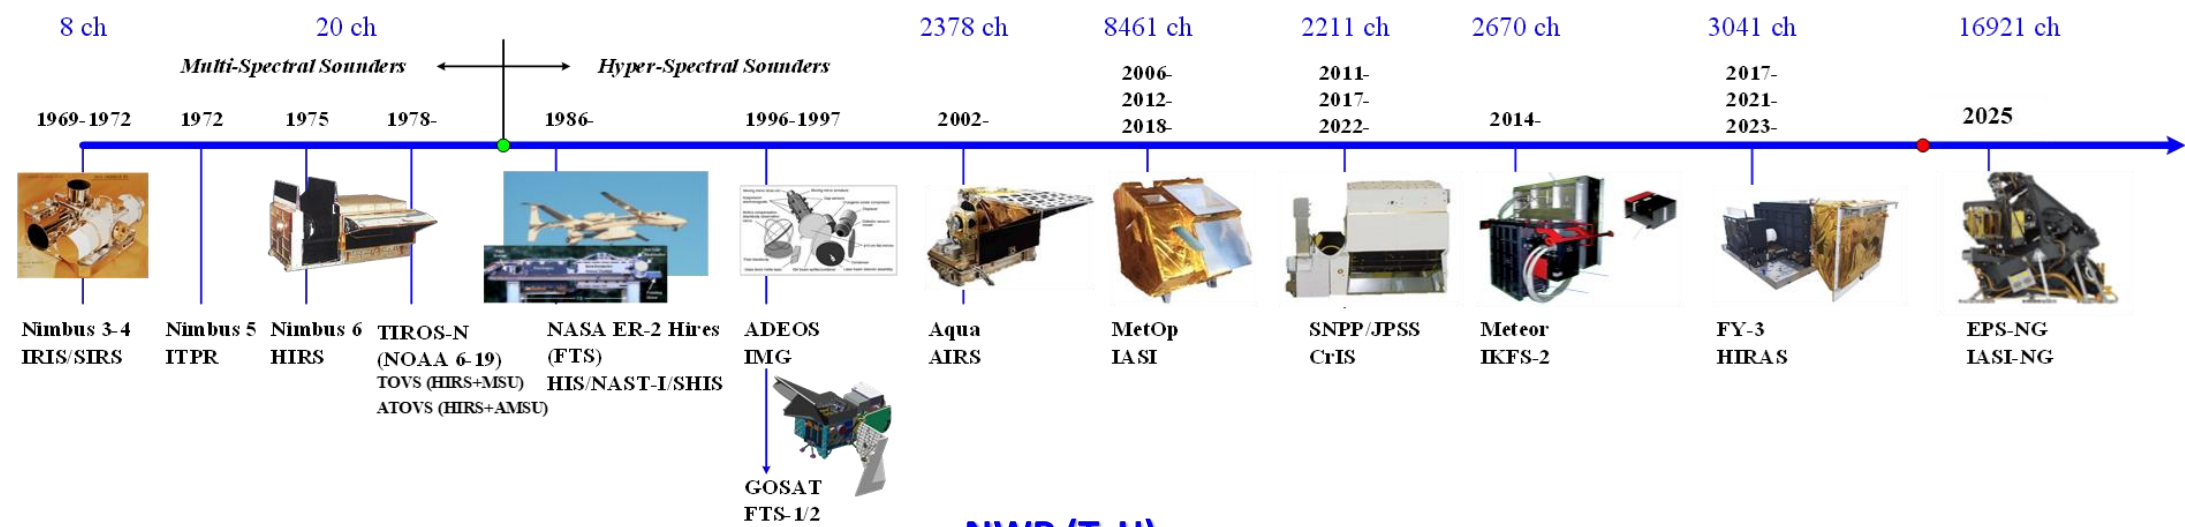 8 ch
20 ch
2378 ch
8461 ch
2211 ch
2670 ch
3041 ch
16921 ch
Multi-Spectral Sounders
Hyper-Spectral Sounders
1969-1972
1972
1975
1978-
1986-
1996-1997
2002-
2006-
2012-
2018-
2011-
2017-
2022-
2014-
2017-
2021-
2023-
2025
Nimbus 3-4
IRIS/SIRS
Nimbus 5
ITPR
Nimbus 6
HIRS
TIROS-N
(NOAA 6-19)
TOVS (HIRS+MSU)
ATOVS (HIRS+AMSU)
NASA ER-2 Hires
(FTS)
HIS/NAST-I/SHIS
ADEOS
IMG
GOSAT
FTS-1/2
Aqua
AIRS
MetOp
IASI
SNPP/JPSS
CrIS
Meteor
IKFS-2
FY-3
HIRAS
EPS-NG
IASI-NG